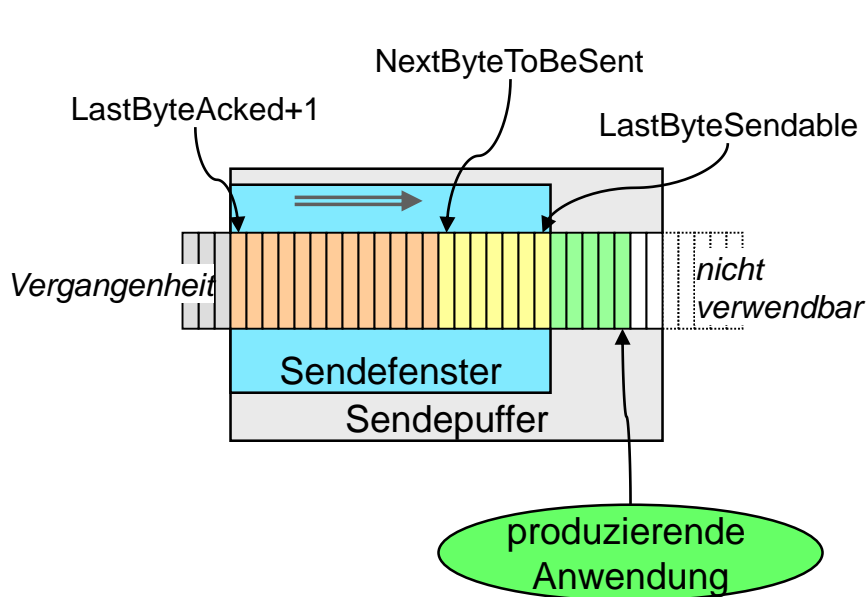 NextByteToBeSent
LastByteAcked+1
LastByteSendable
Vergangenheit
nicht
verwendbar
Sendefenster
Sendepuffer
produzierende
Anwendung